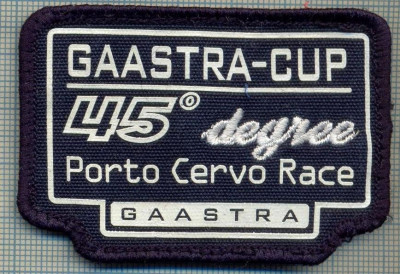 GAASTRA-CUP
45° degree
Porto Cervo Race
GAASTRA